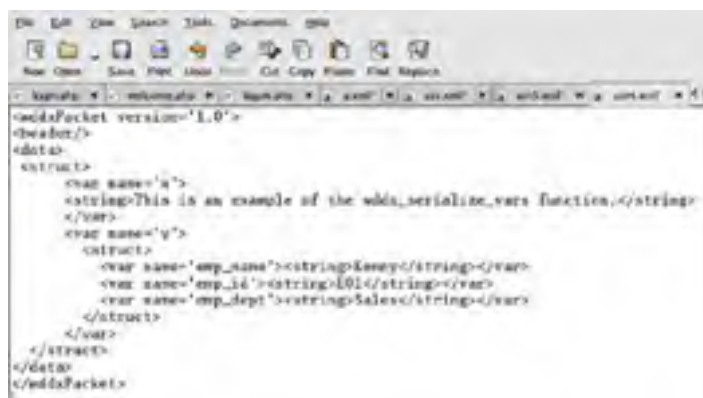 File Edit View Search Tools Documents Help
New Open Save Print Undo Cut Copy Paste Find Replace
<wddxPacket version='1.0'>
<header/>
<data>
<struct>
<var name='x'>
<string>This is an example of the wddx_serialize_vars function.</string>
</var>
<var name='y'>
<struct>
<var name='emp_name'><string>Kenny</string></var>
<var name='emp_id'><string>E01</string></var>
<var name='emp_dept'><string>Sales</string></var>
</struct>
</var>
</struct>
</data>
</wddxPacket>